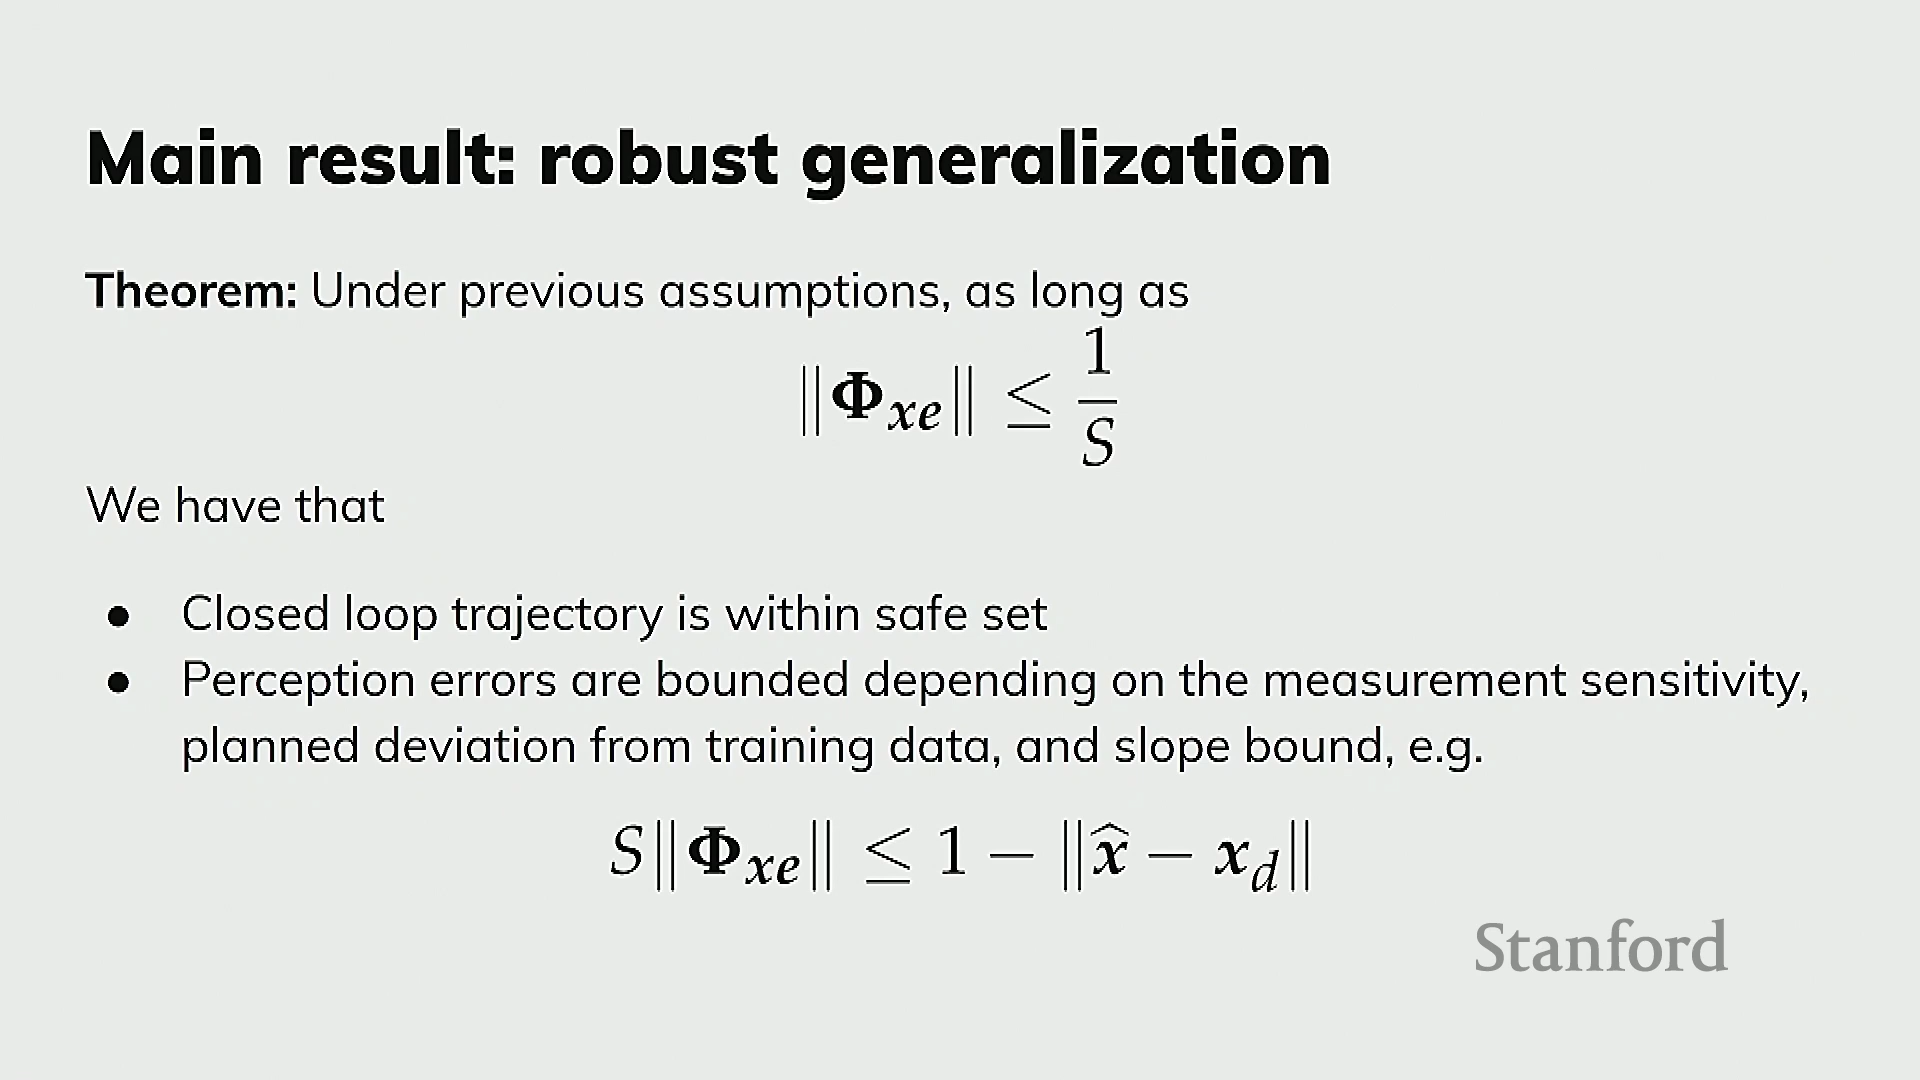 Main result: robust generalization
Theorem: Under previous assumptions, as long as
‖Φxe‖ ≤ 1/S
We have that
● Closed loop trajectory is within safe set
● Perception errors are bounded depending on the measurement sensitivity,
planned deviation from training data, and slope bound, e.g.
S‖Φxe‖ ≤ 1 − ‖x̂ − xd‖
Stanford